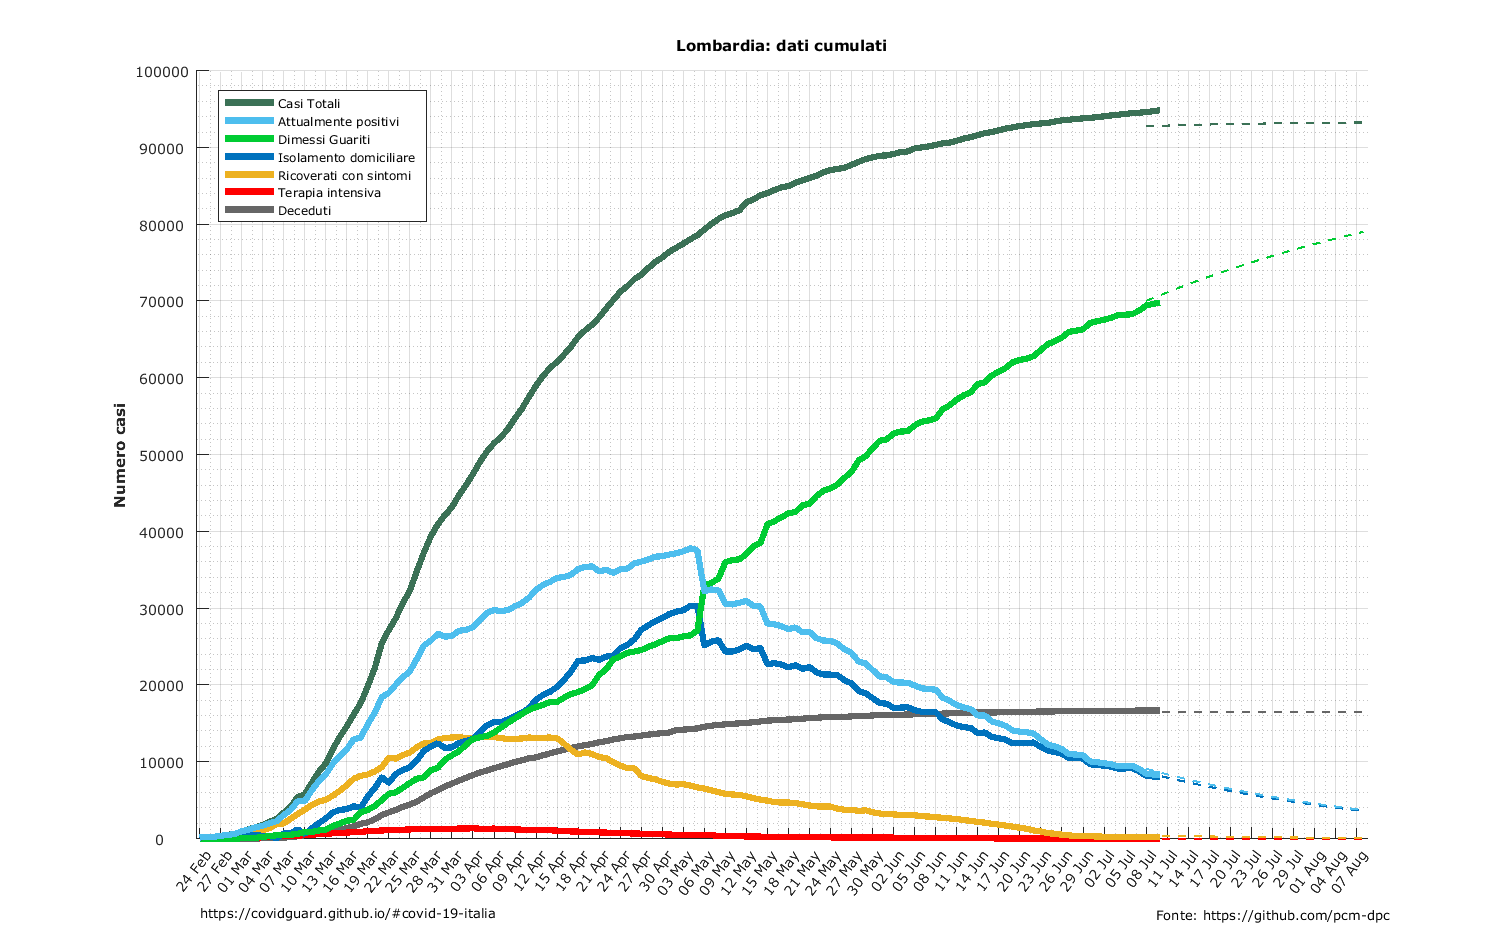 Lombardia: dati cumulati
Numero casi
100000
90000
80000
70000
60000
50000
40000
30000
20000
10000
0
Casi Totali
Attualmente positivi
Dimessi Guariti
Isolamento domiciliare
Ricoverati con sintomi
Terapia intensiva
Deceduti
24 Feb
27 Feb
01 Mar
04 Mar
07 Mar
10 Mar
13 Mar
16 Mar
19 Mar
22 Mar
25 Mar
28 Mar
31 Mar
03 Apr
06 Apr
09 Apr
12 Apr
15 Apr
18 Apr
21 Apr
24 Apr
27 Apr
30 Apr
03 May
06 May
09 May
12 May
15 May
18 May
21 May
24 May
27 May
30 May
02 Jun
05 Jun
08 Jun
11 Jun
14 Jun
17 Jun
20 Jun
23 Jun
26 Jun
29 Jun
02 Jul
05 Jul
08 Jul
11 Jul
14 Jul
17 Jul
20 Jul
23 Jul
26 Jul
29 Jul
01 Aug
04 Aug
07 Aug
https://covidguard.github.io/#covid-19-italia
Fonte: https://github.com/pcm-dpc